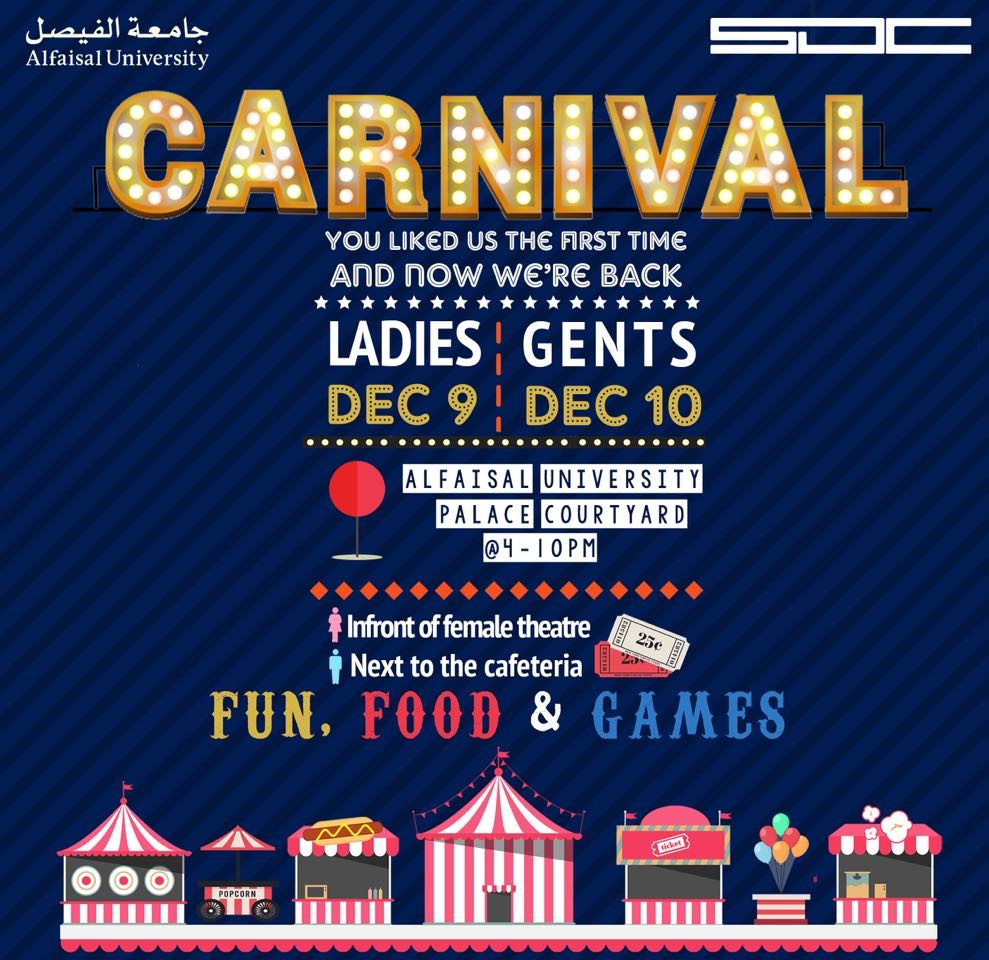 جامعة الفيصل
Alfaisal University
SDC
CARNIVAL
YOU LIKED US THE FIRST TIME
AND NOW WE'RE BACK
LADIES GENTS
DEC 9 DEC 10
ALFAISAL UNIVERSITY
PALACE COURTYARD
@4-10PM
Infront of female theatre
Next to the cafeteria
25¢
25¢
FUN, FOOD & GAMES
ticket
POPCORN